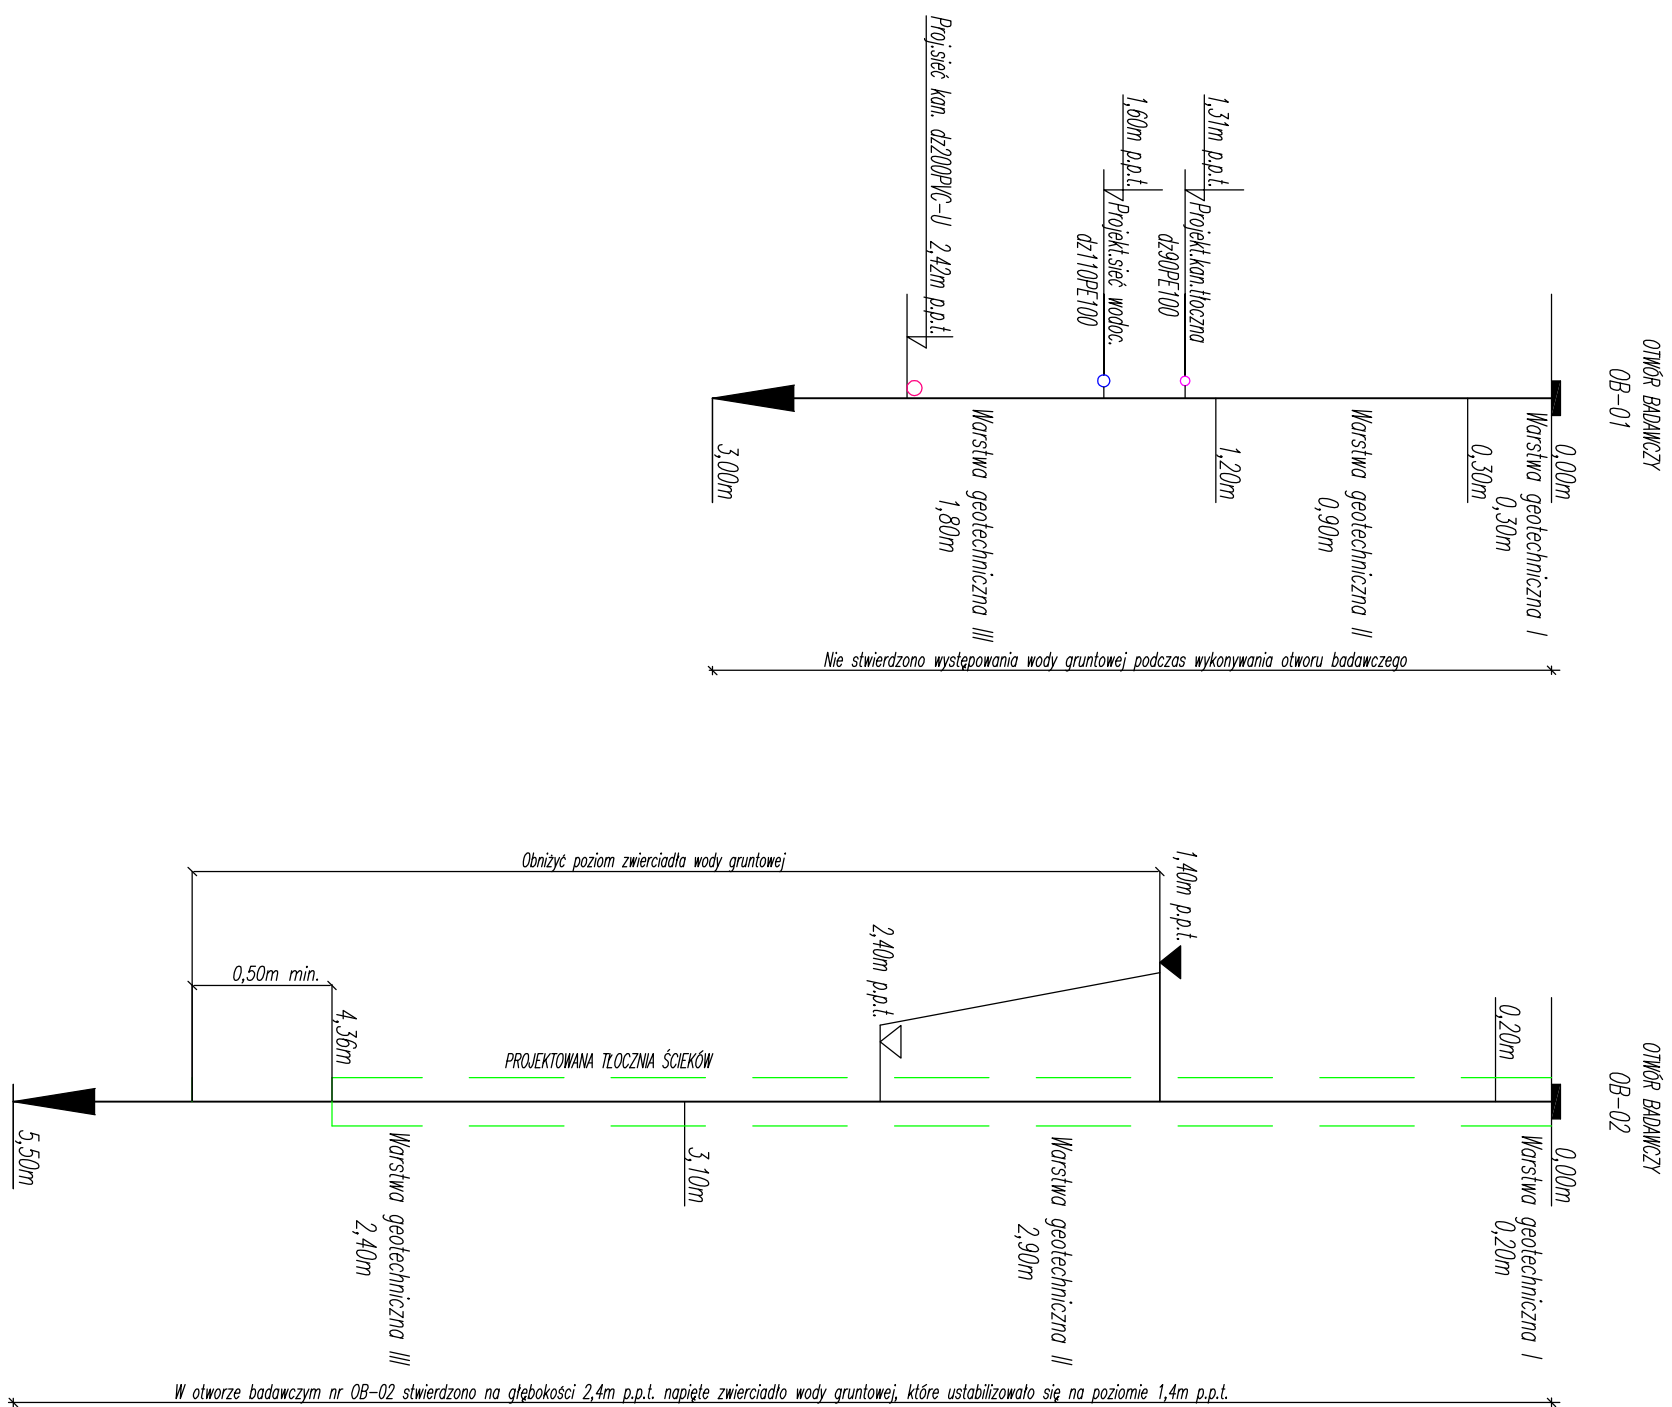 OTWÓR BADAWCZY
OB-01
0,00m
Warstwa geotechniczna I
0,30m
0,30m
Warstwa geotechniczna II
0,90m
1,20m
1,31m p.p.t.
Projekt.kan.tłoczna
dz90PE100
1,60m p.p.t.
Projekt.sieć wodoc.
dz110PE100
Warstwa geotechniczna III
1,80m
Proj.sieć kan. dz200PVC-U 2,42m p.p.t.
3,00m
Nie stwierdzono występowania wody gruntowej podczas wykonywania otworu badawczego
OTWÓR BADAWCZY
OB-02
0,00m
Warstwa geotechniczna I
0,20m
0,20m
1,40m p.p.t.
Warstwa geotechniczna II
2,90m
2,40m p.p.t.
Obniżyć poziom zwierciadła wody gruntowej
3,10m
PROJEKTOWANA TŁOCZNIA ŚCIEKÓW
Warstwa geotechniczna III
2,40m
4,36m
0,50m min.
5,50m
W otworze badawczym nr OB-02 stwierdzono na głębokości 2,4m p.p.t. napięte zwierciadło wody gruntowej, które ustabilizowało się na poziomie 1,4m p.p.t.